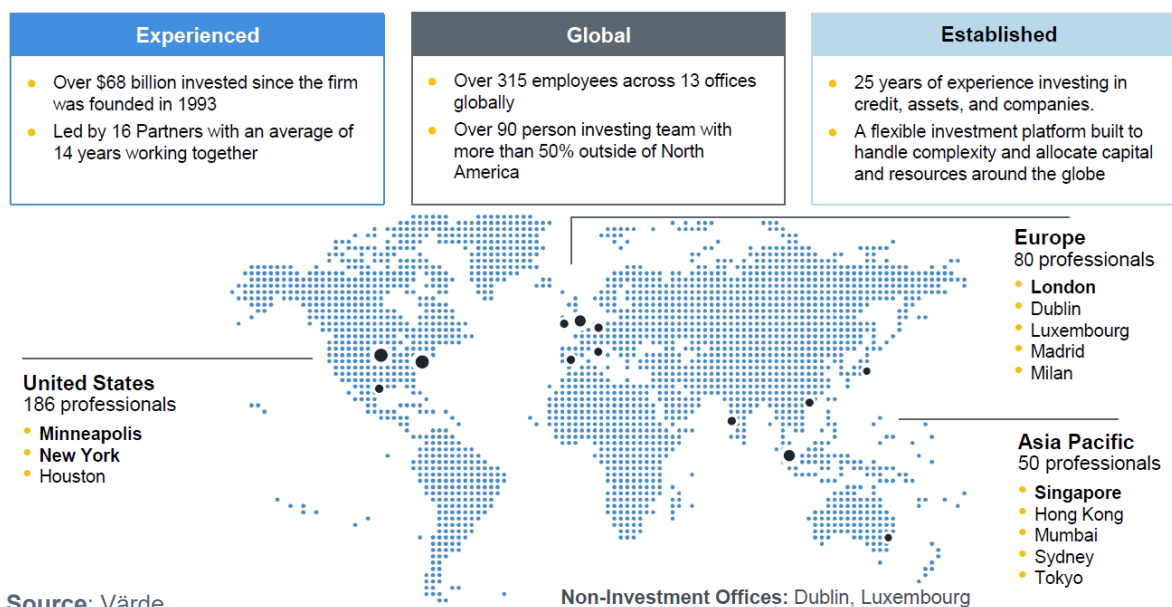 Experienced
Over $68 billion invested since the firm
was founded in 1993
Led by 16 Partners with an average of
14 years working together
Global
Over 315 employees across 13 offices
globally
Over 90 person investing team with
more than 50% outside of North
America
Established
25 years of experience investing in
credit, assets, and companies.
A flexible investment platform built to
handle complexity and allocate capital
and resources around the globe
Europe
80 professionals
London
Dublin
Luxembourg
Madrid
Milan
United States
186 professionals
Minneapolis
New York
Houston
Asia Pacific
50 professionals
Singapore
Hong Kong
Mumbai
Sydney
Tokyo
Source: Värde
Non-Investment Offices: Dublin, Luxembourg